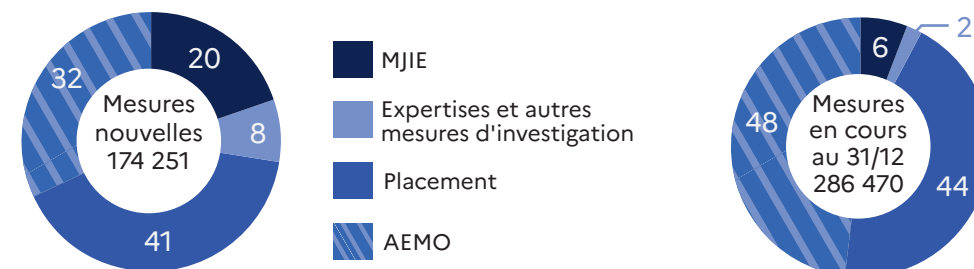 20
8
41
32
Mesures
nouvelles
174 251
MJIE
Expertises et autres
mesures d'investigation
Placement
AEMO
6
2
44
48
Mesures
en cours
au 31/12
286 470